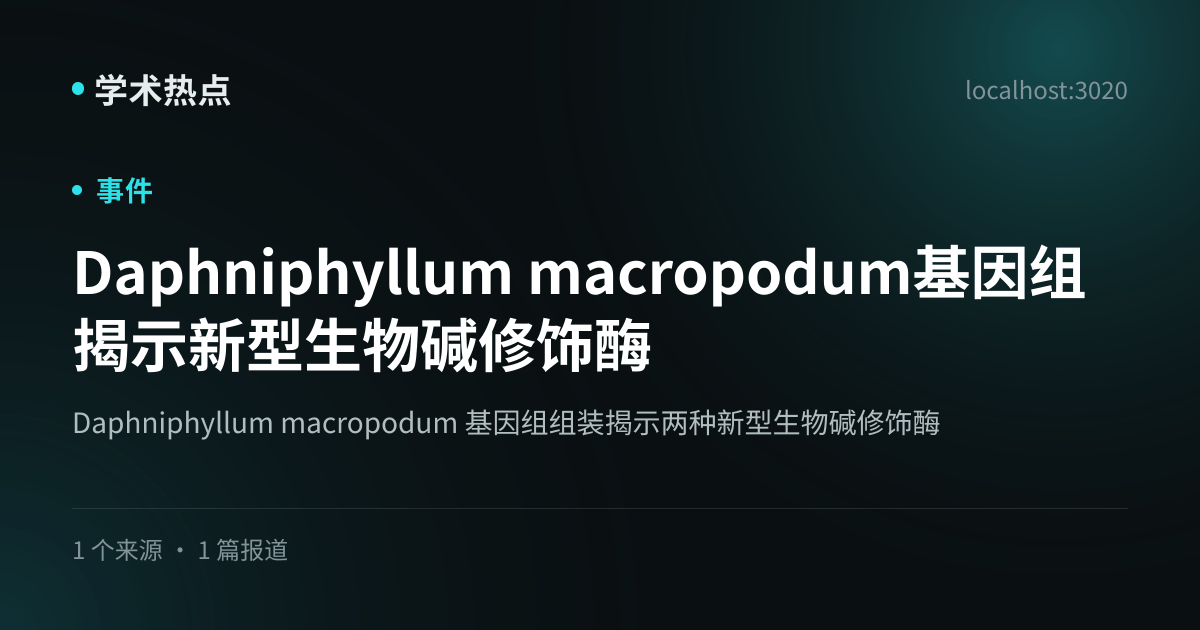 学术热点
localhost:3020
事件
Daphniphyllum macropodum基因组
揭示新型生物碱修饰酶
Daphniphyllum macropodum 基因组组装揭示两种新型生物碱修饰酶
1 个来源 · 1 篇报道